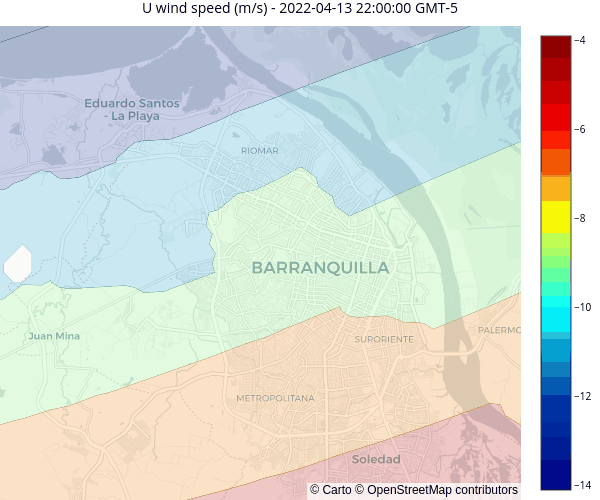 U wind speed (m/s) - 2022-04-13 22:00:00 GMT-5
−4
Eduardo Santos
- La Playa
−6
RIOMAR
−8
BARRANQUILLA
−10
Juan Mina
SURORIENTE
PALERMO
METROPOLITANA
−12
Soledad
−14
© Carto © OpenStreetMap contributors